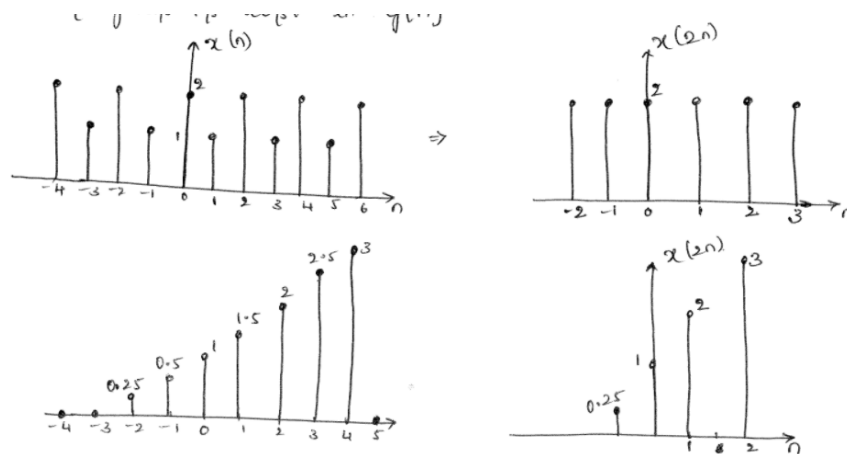 x(n)
2
1
-4 -3 -2 -1 0 1 2 3 4 5 6 n
⇒
x(2n)
2
-2 -1 0 1 2 3 n
0.25 0.5 1 1.5 2 2.5 3
-4 -3 -2 -1 0 1 2 3 4 5
x(2n)
0.25 1 2 3
1 2 n